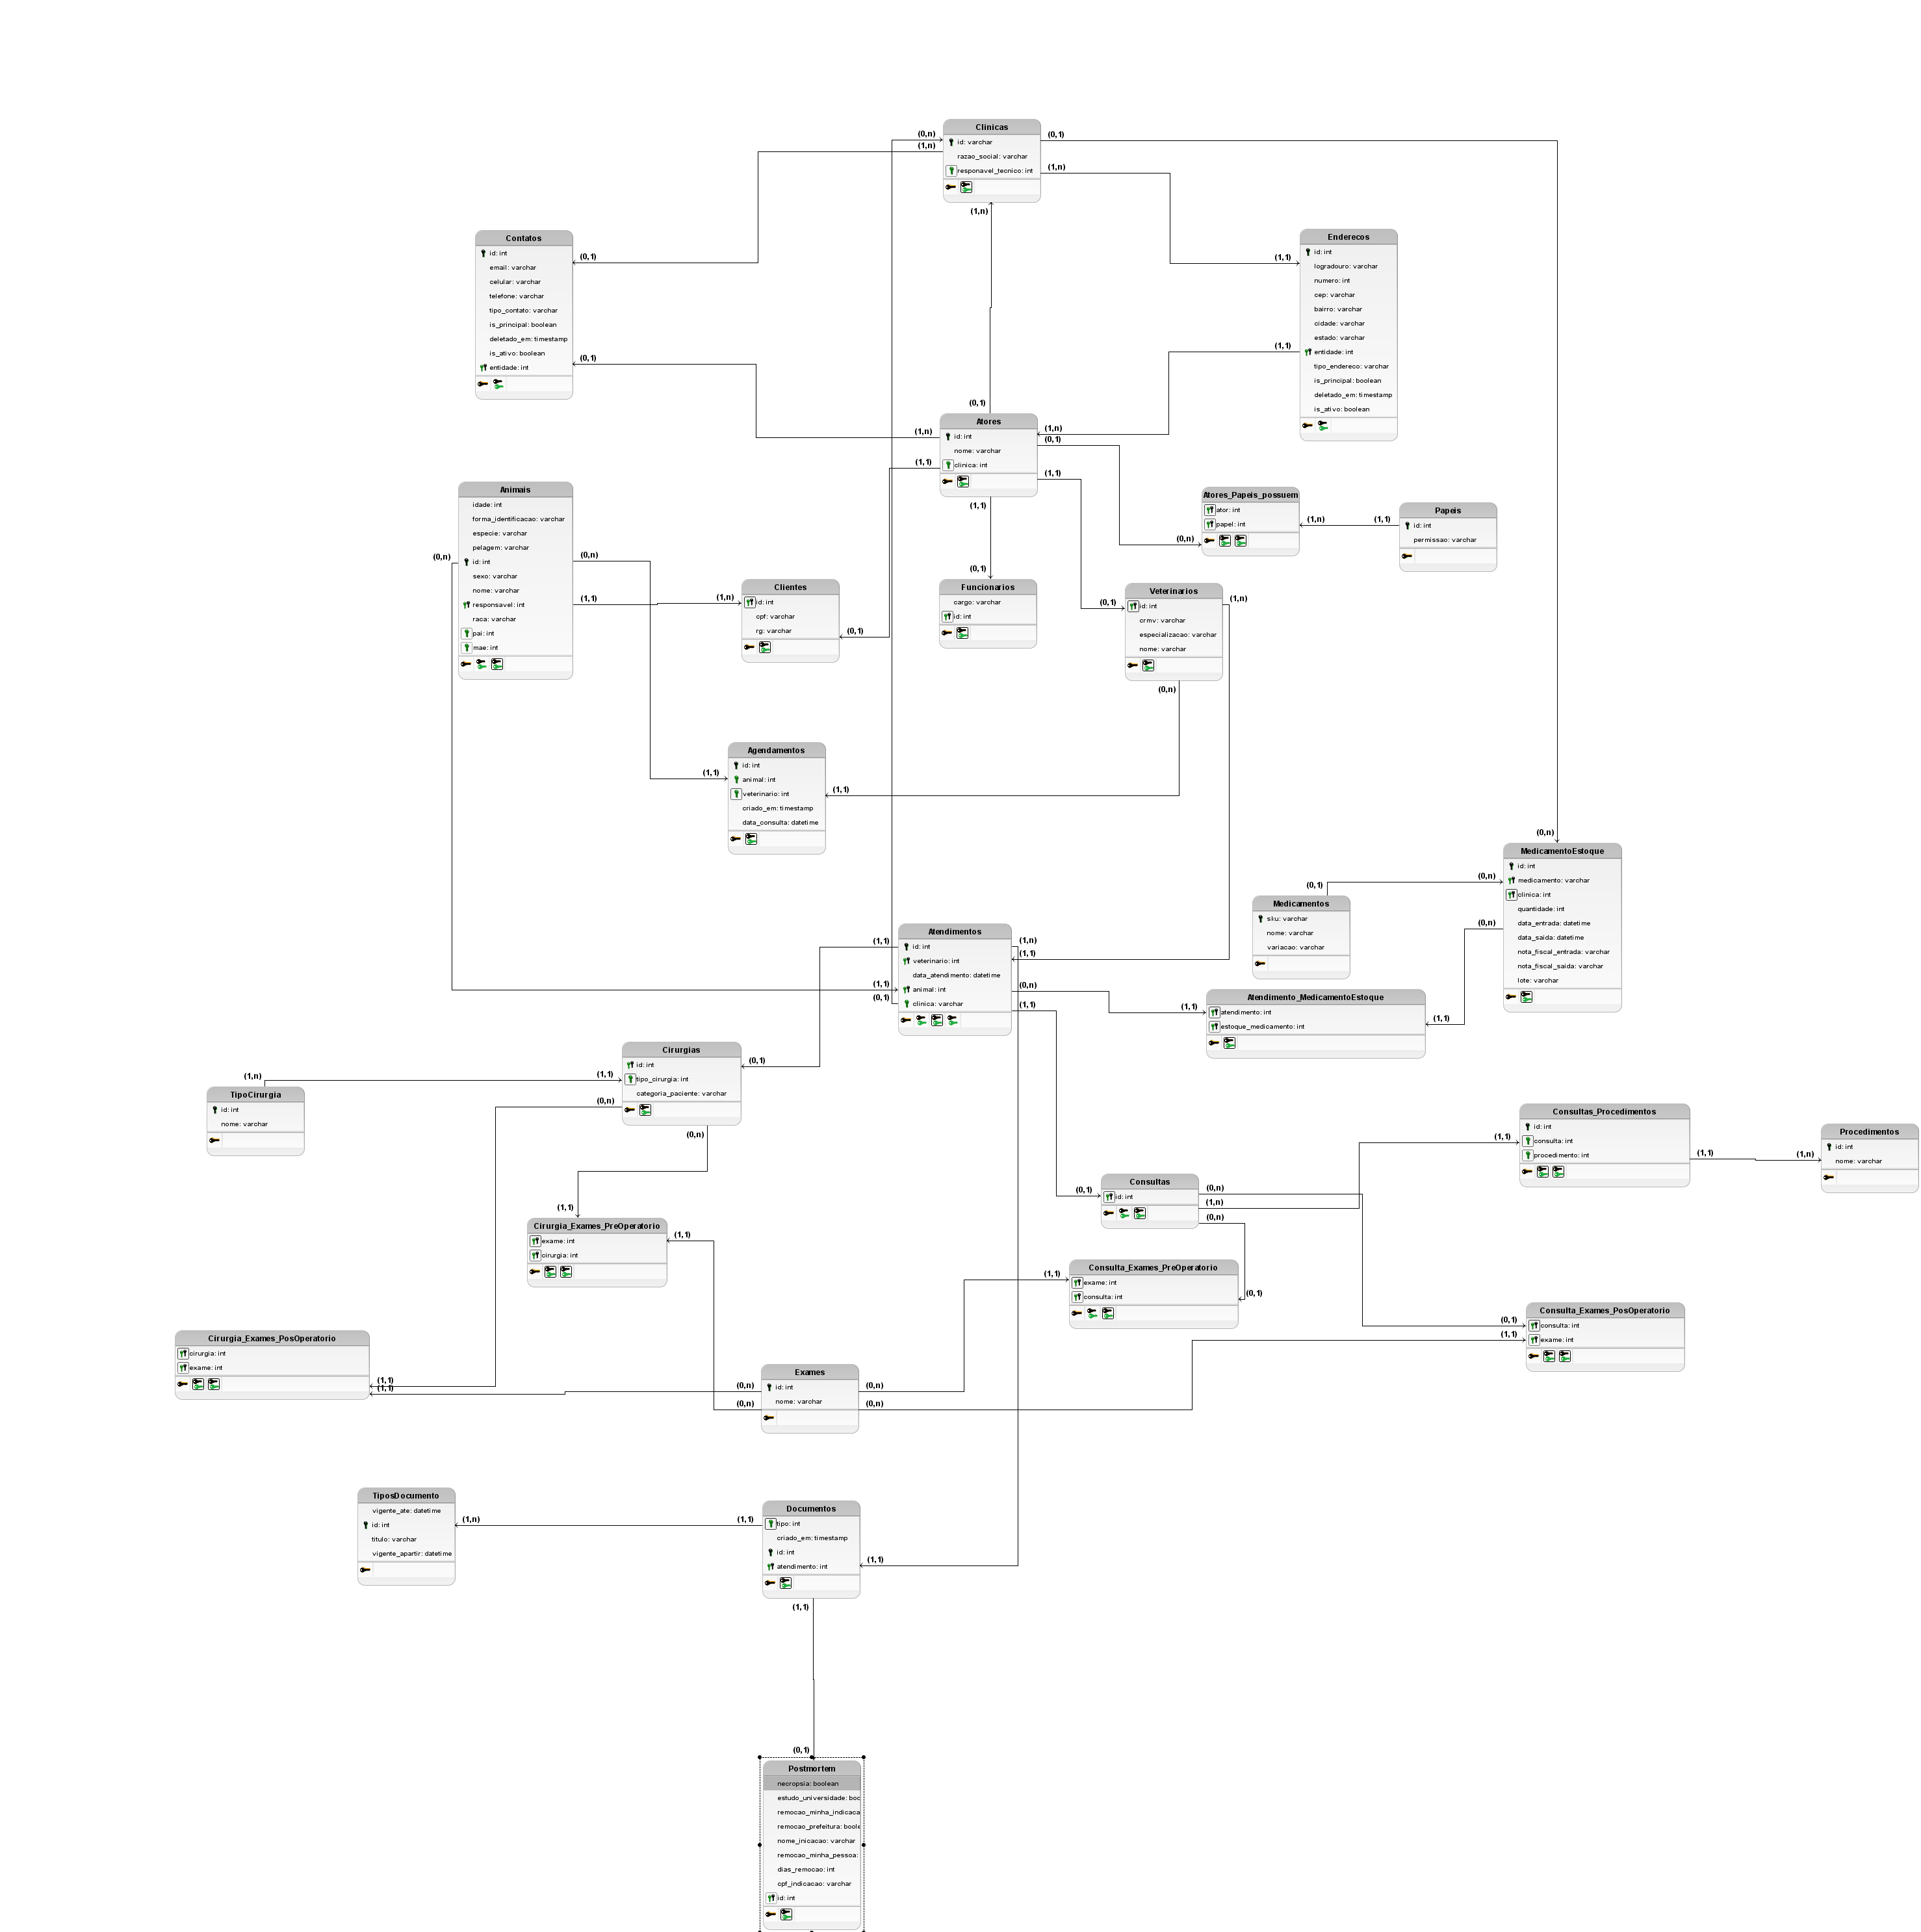 Clinicas
id: varchar
razao_social: varchar
responavel_tecnico: int
(0,n)
(1,n)
(0,1)
(1,n)
(1,n)
Contatos
id: int
email: varchar
celular: varchar
telefone: varchar
tipo_contato: varchar
is_principal: boolean
deletado_em: timestamp
is_ativo: boolean
entidade: int
(0,1)
(0,1)
Enderecos
id: int
logradouro: varchar
numero: int
cep: varchar
bairro: varchar
cidade: varchar
estado: varchar
entidade: int
tipo_endereco: varchar
is_principal: boolean
deletado_em: timestamp
is_ativo: boolean
(1,1)
(1,1)
Atores
id: int
nome: varchar
clinica: int
(0,1)
(1,n)
(1,n)
(0,1)
(1,1)
(1,1)
(1,1)
Animais
idade: int
forma_identificacao: varchar
especie: varchar
pelagem: varchar
id: int
sexo: varchar
nome: varchar
responsavel: int
raca: varchar
pai: int
mae: int
(0,n)
(0,n)
(1,1)
Atores_Papeis_possuem
ator: int
papel: int
(0,n)
(1,n)
(1,1)
Papeis
id: int
permissao: varchar
Clientes
id: int
cpf: varchar
rg: varchar
(1,n)
(0,1)
Funcionarios
cargo: varchar
id: int
(0,1)
Veterinarios
id: int
crmv: varchar
especializacao: varchar
nome: varchar
(0,1)
(1,n)
(0,n)
Agendamentos
id: int
animal: int
veterinario: int
criado_em: timestamp
data_consulta: datetime
(1,1)
(1,1)
MedicamentoEstoque
id: int
medicamento: varchar
clinica: int
quantidade: int
data_entrada: datetime
data_saida: datetime
nota_fiscal_entrada: varchar
nota_fiscal_saida: varchar
lote: varchar
(0,n)
(0,n)
(0,n)
Medicamentos
sku: varchar
nome: varchar
variacao: varchar
(0,1)
Atendimentos
id: int
veterinario: int
data_atendimento: datetime
animal: int
clinica: varchar
(1,1)
(1,n)
(1,1)
(1,1)
(0,n)
(0,1)
(1,1)
Atendimento_MedicamentoEstoque
atendimento: int
estoque_medicamento: int
(1,1)
(1,1)
Cirurgias
id: int
tipo_cirurgia: int
categoria_paciente: varchar
(0,1)
(1,1)
(0,n)
(0,n)
TipoCirurgia
id: int
nome: varchar
(1,n)
Consultas_Procedimentos
id: int
consulta: int
procedimento: int
(1,1)
(1,1)
(1,n)
Procedimentos
id: int
nome: varchar
Consultas
id: int
(0,1)
(0,n)
(1,n)
(0,n)
Cirurgia_Exames_PreOperatorio
exame: int
cirurgia: int
(1,1)
(1,1)
Consulta_Exames_PreOperatorio
exame: int
consulta: int
(1,1)
(0,1)
Consulta_Exames_PosOperatorio
consulta: int
exame: int
(0,1)
(1,1)
Cirurgia_Exames_PosOperatorio
cirurgia: int
exame: int
(1,1)
(1,1)
Exames
id: int
nome: varchar
(0,n)
(0,n)
(0,n)
(0,n)
TiposDocumento
vigente_ate: datetime
id: int
titulo: varchar
vigente_apartir: datetime
(1,n)
(1,1)
Documentos
tipo: int
criado_em: timestamp
id: int
atendimento: int
(1,1)
(1,1)
(0,1)
Postmortem
necropsia: boolean
estudo_universidade: boo
remocao_minha_indicaca
remocao_prefeitura: boole
nome_inicacao: varchar
remocao_minha_pessoa:
dias_remocao: int
cpf_indicacao: varchar
id: int